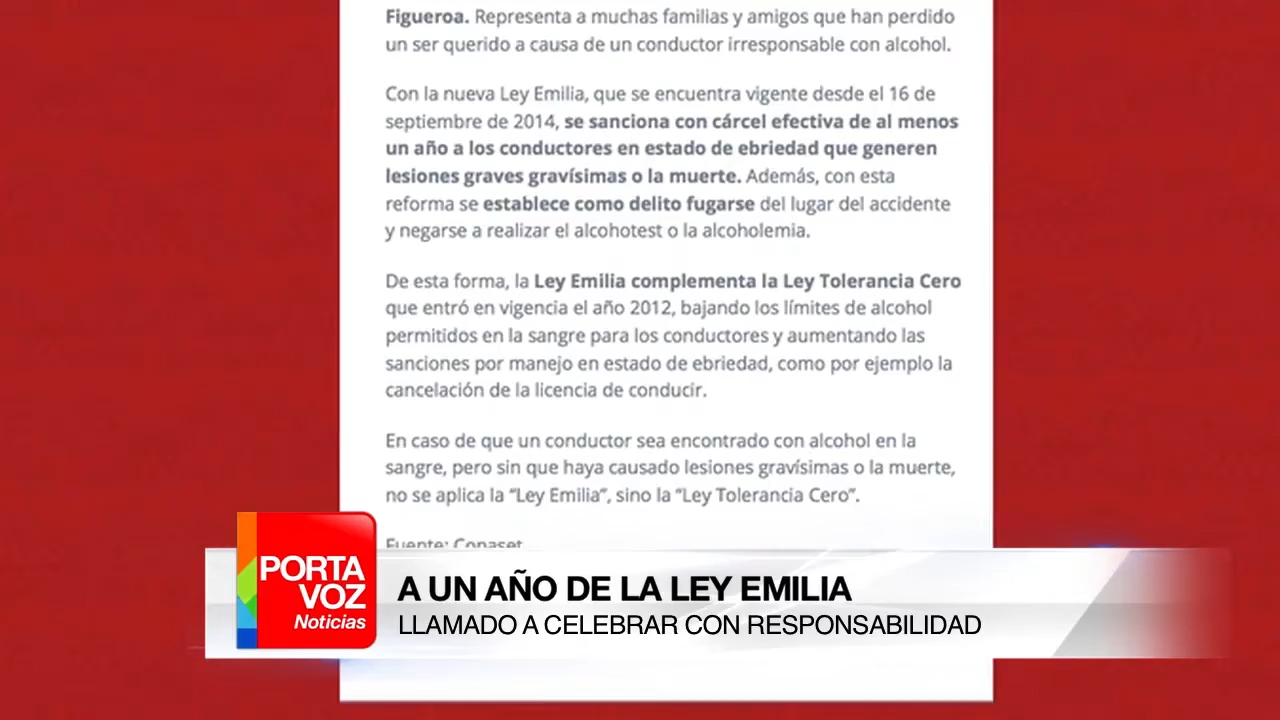 Figueroa. Representa a muchas familias y amigos que han perdido
un ser querido a causa de un conductor irresponsable con alcohol.
Con la nueva Ley Emilia, que se encuentra vigente desde el 16 de
septiembre de 2014, se sanciona con cárcel efectiva de al menos
un año a los conductores en estado de ebriedad que generen
lesiones graves gravísimas o la muerte. Además, con esta
reforma se establece como delito fugarse del lugar del accidente
y negarse a realizar el alcohotest o la alcoholemia.
De esta forma, la Ley Emilia complementa la Ley Tolerancia Cero
que entró en vigencia el año 2012, bajando los límites de alcohol
permitidos en la sangre para los conductores y aumentando las
sanciones por manejo en estado de ebriedad, como por ejemplo la
cancelación de la licencia de conducir.
En caso de que un conductor sea encontrado con alcohol en la
sangre, pero sin que haya causado lesiones gravísimas o la muerte,
no se aplica la “Ley Emilia”, sino la “Ley Tolerancia Cero”.
Fuente: Conaset
PORTA
VOZ
Noticias
A UN AÑO DE LA LEY EMILIA
LLAMADO A CELEBRAR CON RESPONSABILIDAD